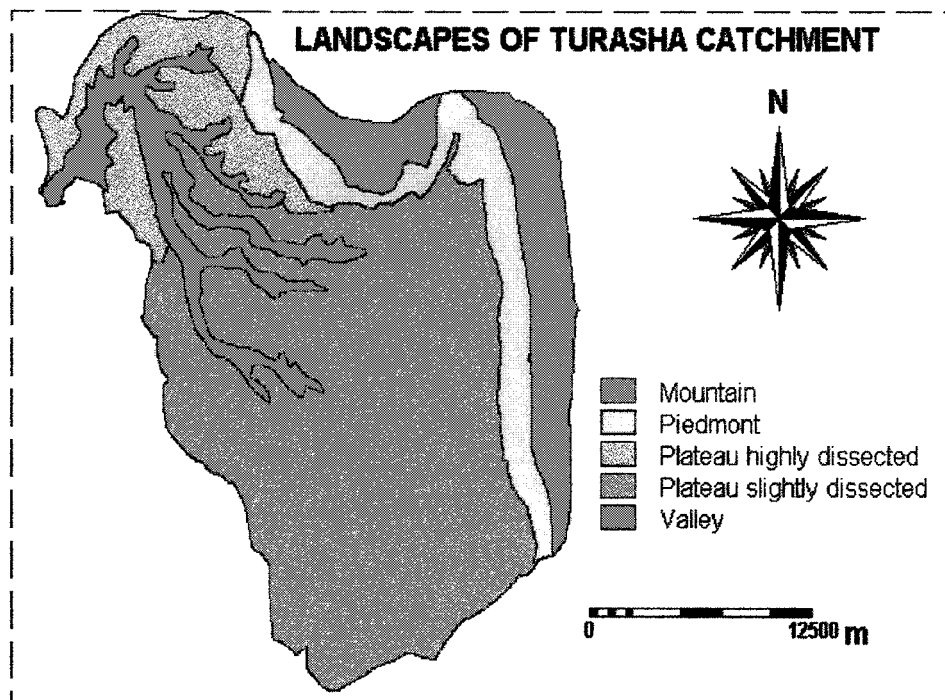 LANDSCAPES OF TURASHA CATCHMENT
N
Mountain
Piedmont
Plateau highly dissected
Plateau slightly dissected
Valley
0 12500 m